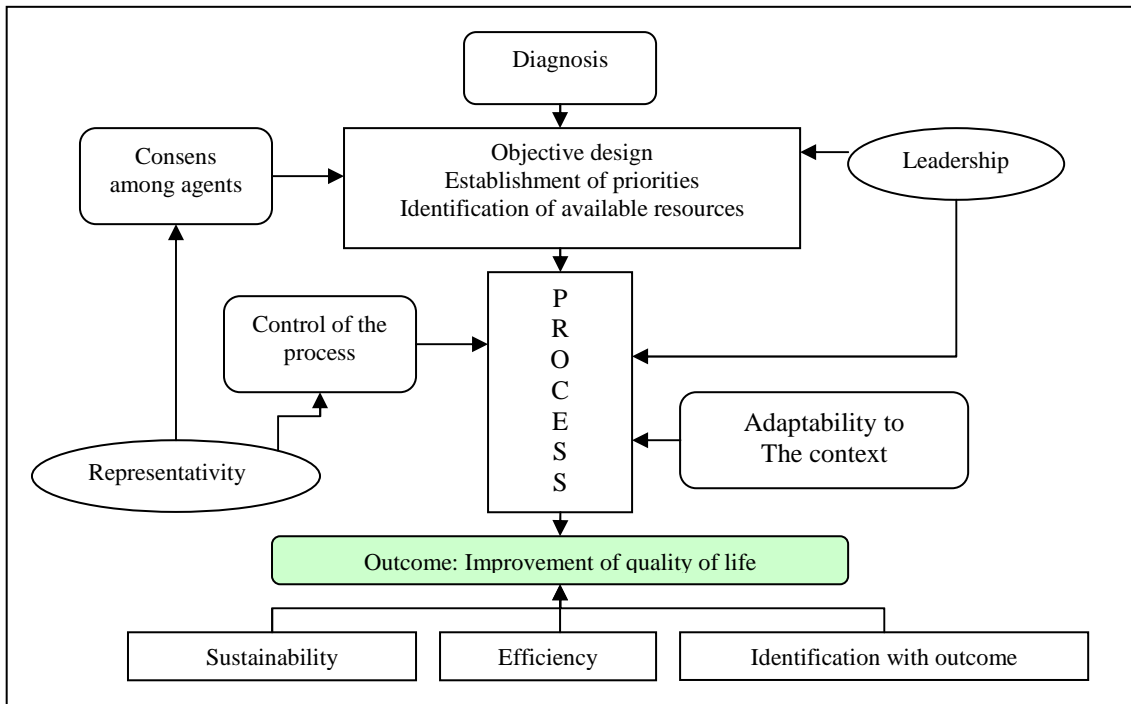 Diagnosis
Consens
among agents
Objective design
Establishment of priorities
Identification of available resources
Leadership
P
R
O
C
E
S
S
Control of the
process
Adaptability to
The context
Representativity
Outcome: Improvement of quality of life
Sustainability
Efficiency
Identification with outcome